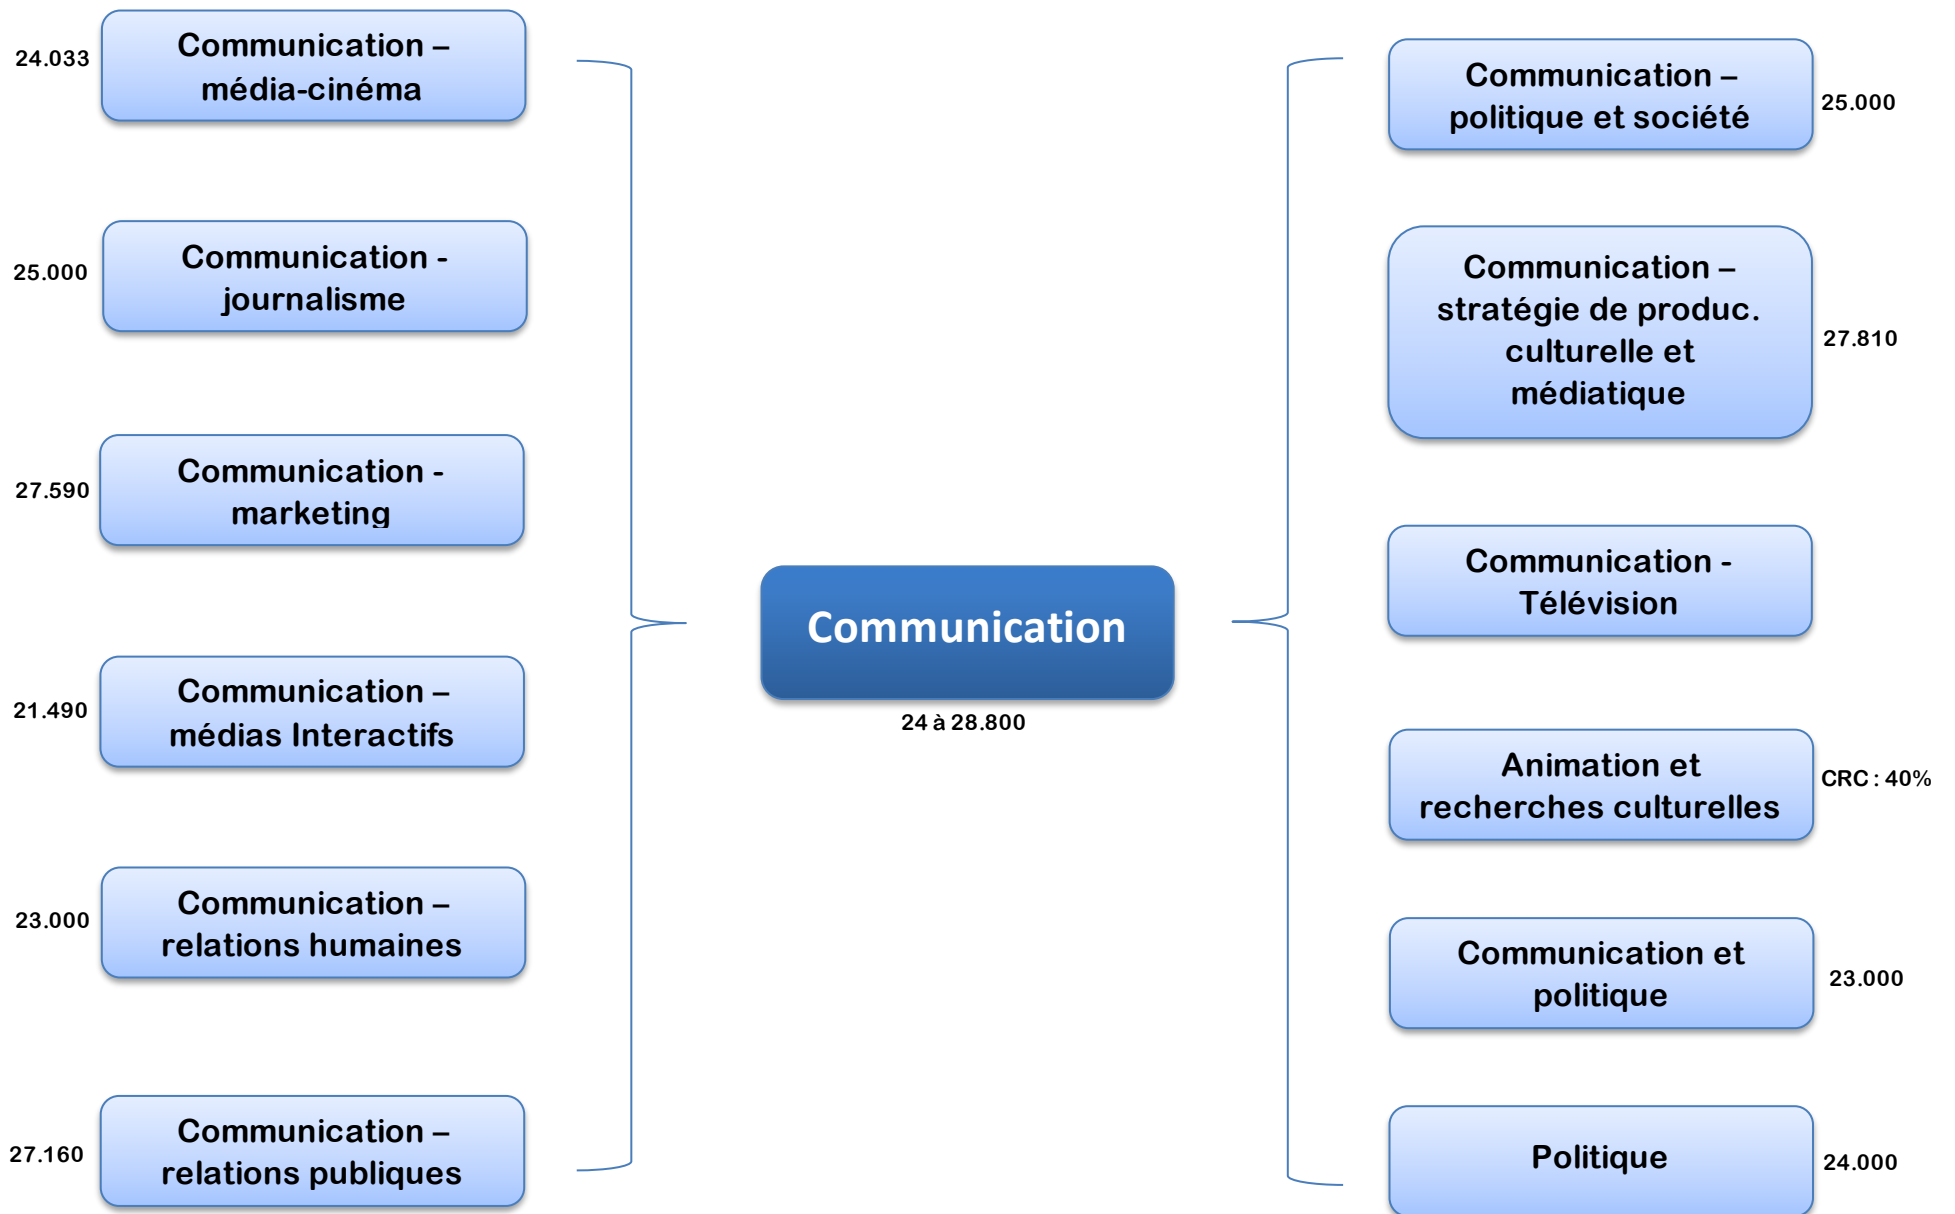 24.033
Communication –
média-cinéma
25.000
Communication -
journalisme
27.590
Communication -
marketing
21.490
Communication –
médias Interactifs
23.000
Communication –
relations humaines
27.160
Communication –
relations publiques
Communication
24 à 28.800
Communication –
politique et société
25.000
Communication –
stratégie de produc.
culturelle et
médiatique
27.810
Communication -
Télévision
Animation et
recherches culturelles
CRC : 40%
Communication et
politique
23.000
Politique
24.000